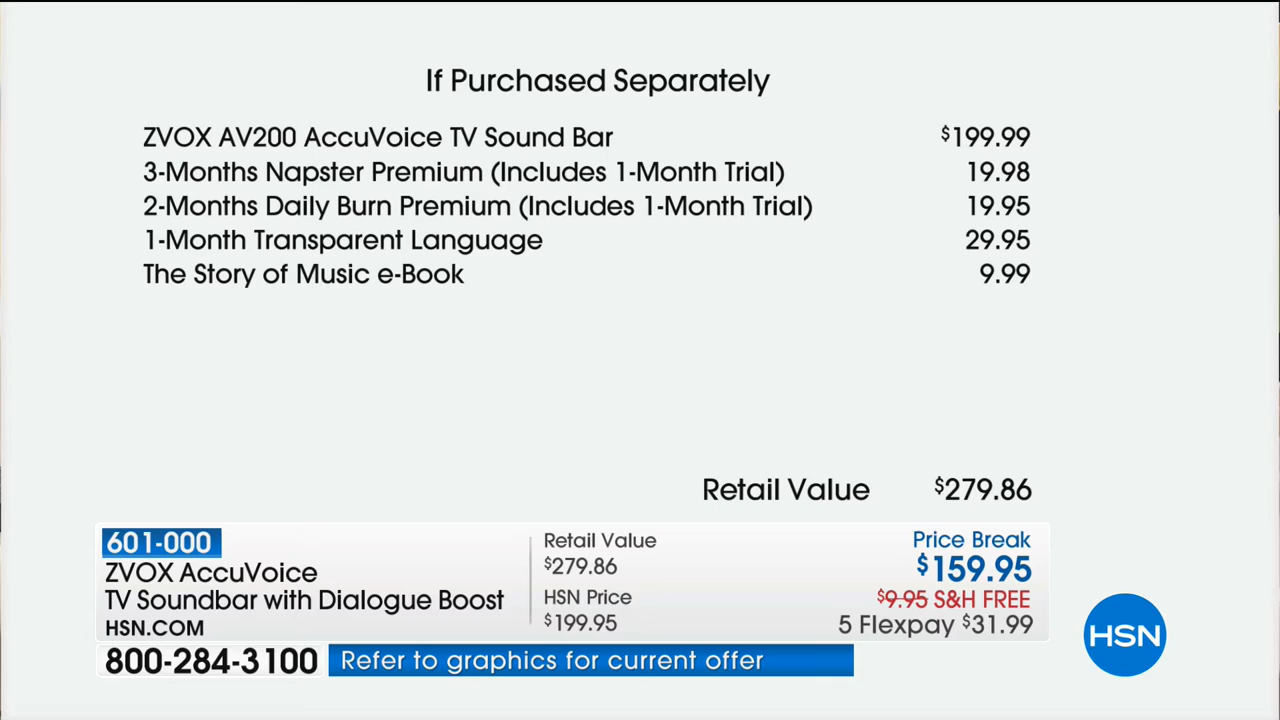 If Purchased Separately
ZVOX AV200 AccuVoice TV Sound Bar $199.99
3-Months Napster Premium (Includes 1-Month Trial) 19.98
2-Months Daily Burn Premium (Includes 1-Month Trial) 19.95
1-Month Transparent Language 29.95
The Story of Music e-Book 9.99
Retail Value $279.86
601-000
ZVOX AccuVoice
TV Soundbar with Dialogue Boost
HSN.COM
Retail Value
$279.86
HSN Price
$199.95
Price Break
$159.95
$9.95 S&H FREE
5 Flexpay $31.99
HSN
800-284-3100 Refer to graphics for current offer